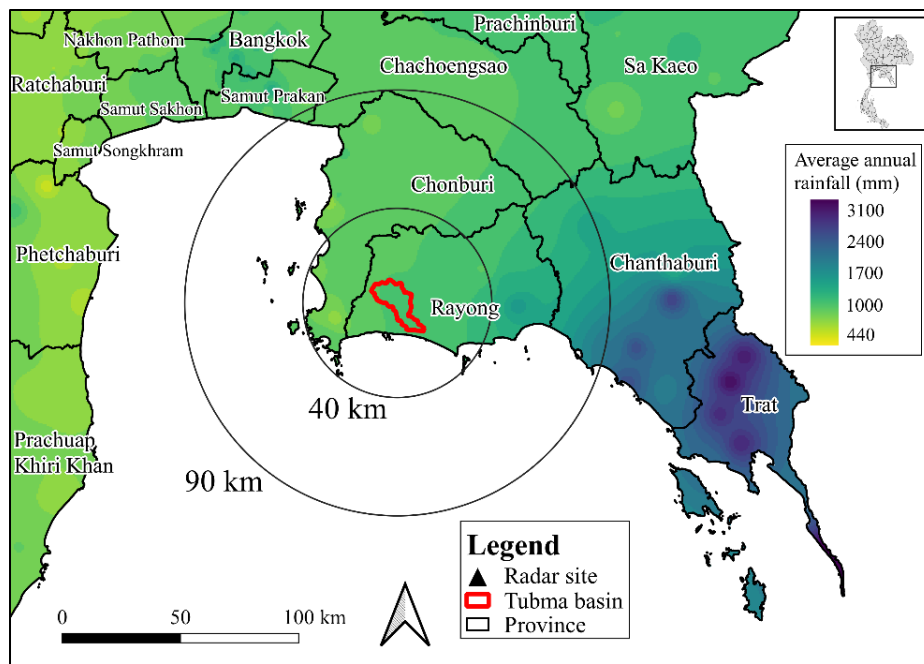 Prachinburi
Nakhon Pathom
Bangkok
Sa Kaeo
Chachoengsao
Ratchaburi
Samut Prakan
Samut Sakhon
Samut Songkhram
Average annual
rainfall (mm)
3100
2400
1700
1000
440
Chonburi
Phetchaburi
Chanthaburi
Rayong
40 km
Trat
Prachuap
Khiri Khan
90 km
Legend
Radar site
Tubma basin
Province
0 50 100 km